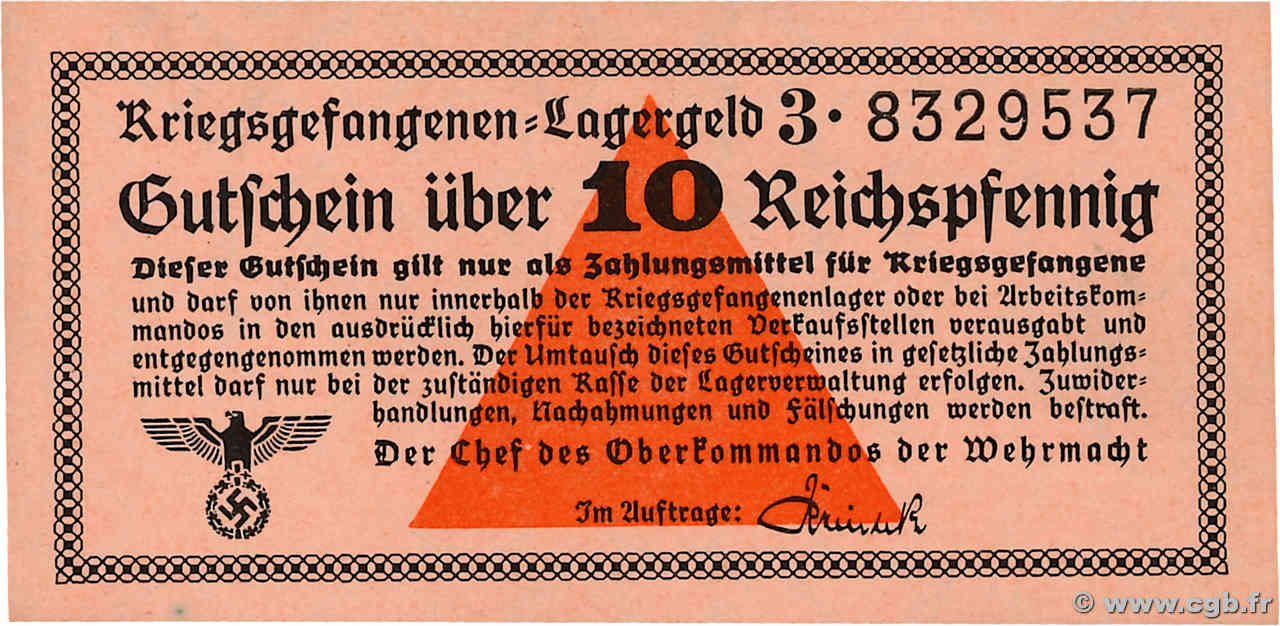 Kriegsgefangenen-Lagergeld 3 · 8329537
Gutschein über 10 Reichspfennig
Dieser Gutschein gilt nur als Zahlungsmittel für Kriegsgefangene
und darf von ihnen nur innerhalb der Kriegsgefangenenlager oder bei Arbeitskom-
mandos in den ausdrücklich hierfür bezeichneten Verkaufsstellen verausgabt und
entgegengenommen werden. Der Umtausch dieses Gutscheines in gesetzliche Zahlungs-
mittel darf nur bei der zuständigen Kasse der Lagerverwaltung erfolgen. Zuwider-
handlungen, Nachahmungen und Fälschungen werden bestraft.
Der Chef des Oberkommandos der Wehrmacht
Im Auftrage:
© www.cgb.fr